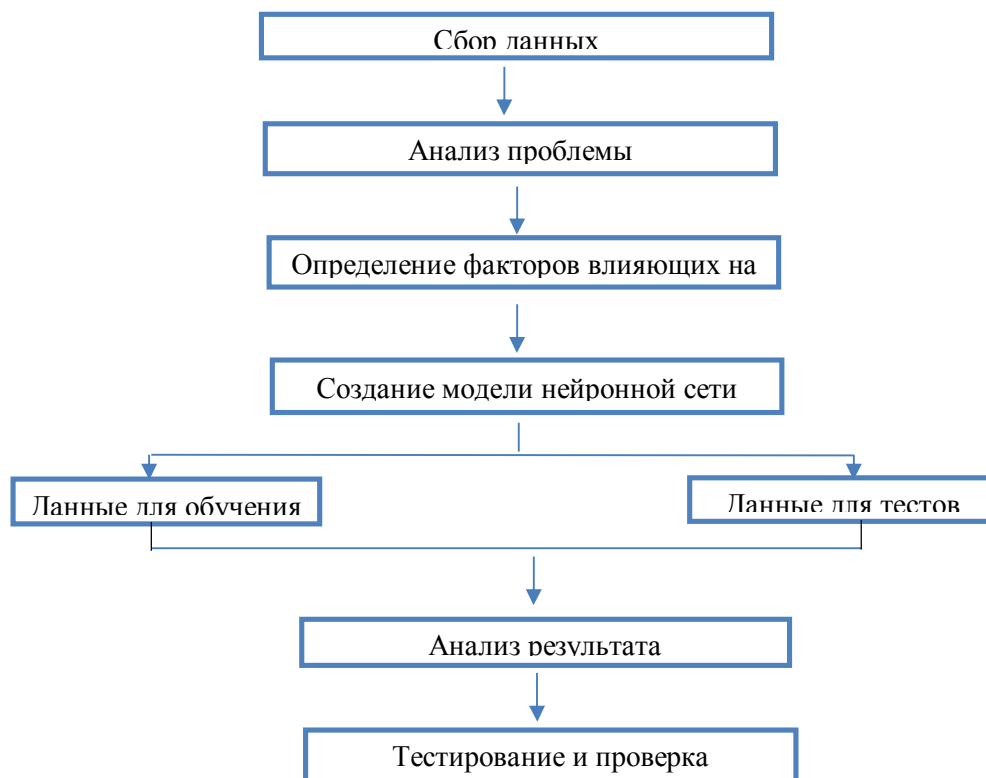 Сбор данных
Анализ проблемы
Определение факторов влияющих на
Создание модели нейронной сети
Данные для обучения
Данные для тестов
Анализ результата
Тестирование и проверка